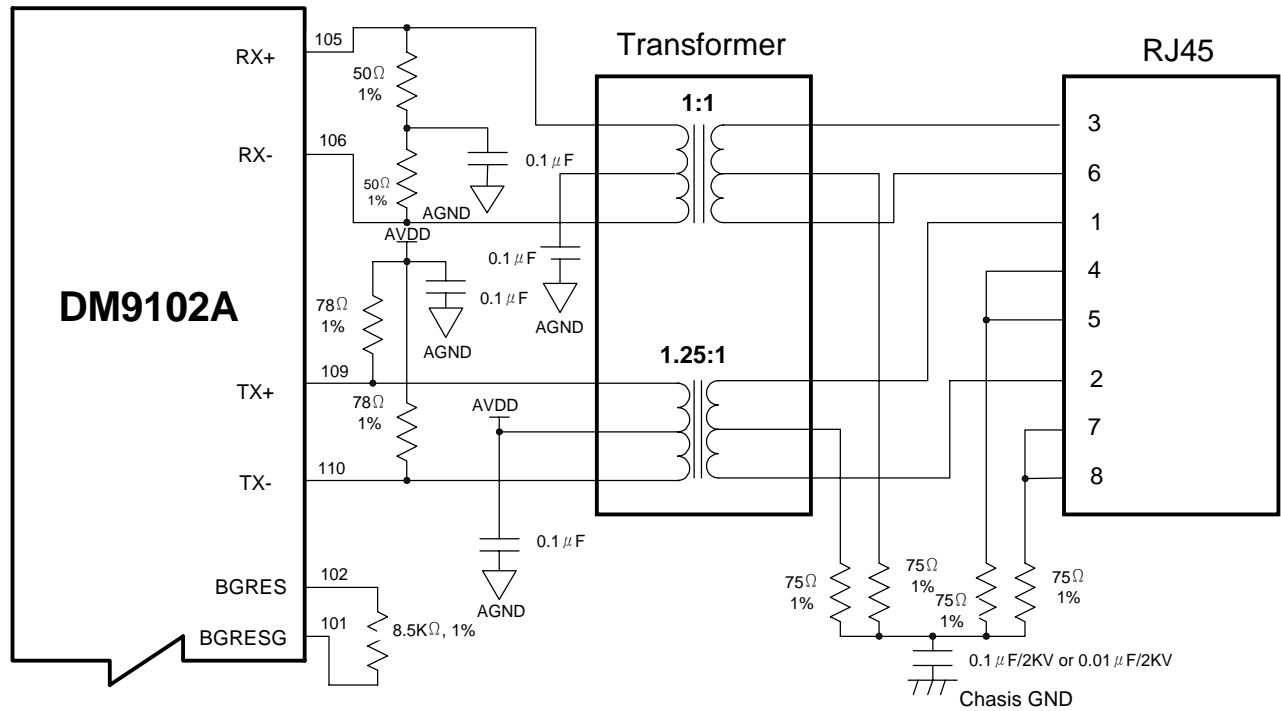 Transformer
RJ45
DM9102A
RX+
105
50Ω
1%
RX-
106
50Ω
1%
0.1μF
AGND
AVDD
0.1μF
AGND
0.1μF
AGND
78Ω
1%
TX+
109
78Ω
1%
TX-
110
AVDD
0.1μF
AGND
BGRES
102
BGRESG
101
8.5KΩ, 1%
1:1
1.25:1
3
6
1
4
5
2
7
8
75Ω
1%
75Ω
1%
75Ω
1%
75Ω
1%
0.1μF/2KV or 0.01μF/2KV
Chasis GND